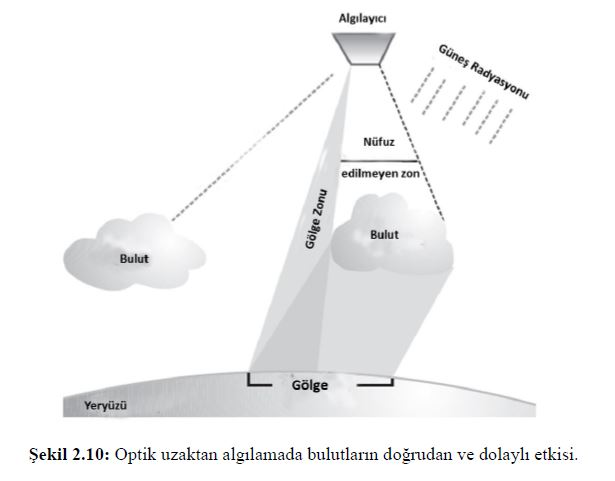 Algılayıcı
Güneş Radyasyonu
Nüfuz
edilmeyen zon
Gölge Zonu
Bulut
Bulut
Gölge
Yeryüzü
Şekil 2.10: Optik uzaktan algılamada bulutların doğrudan ve dolaylı etkisi.